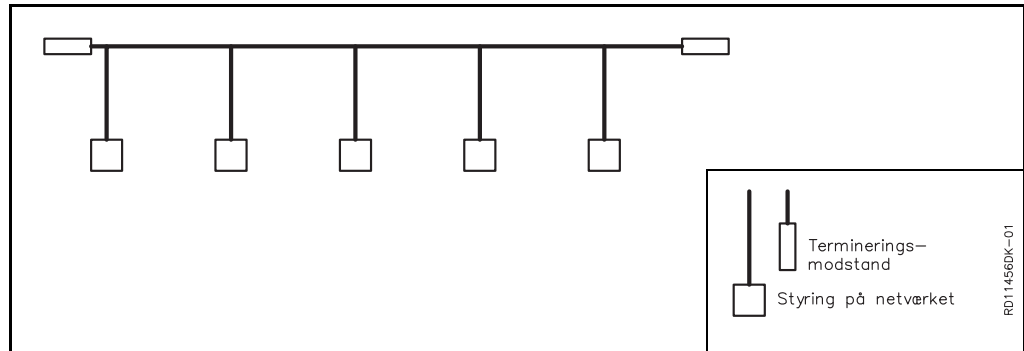 Terminerings-
modstand
Styring på netværket
RD11456DK-01